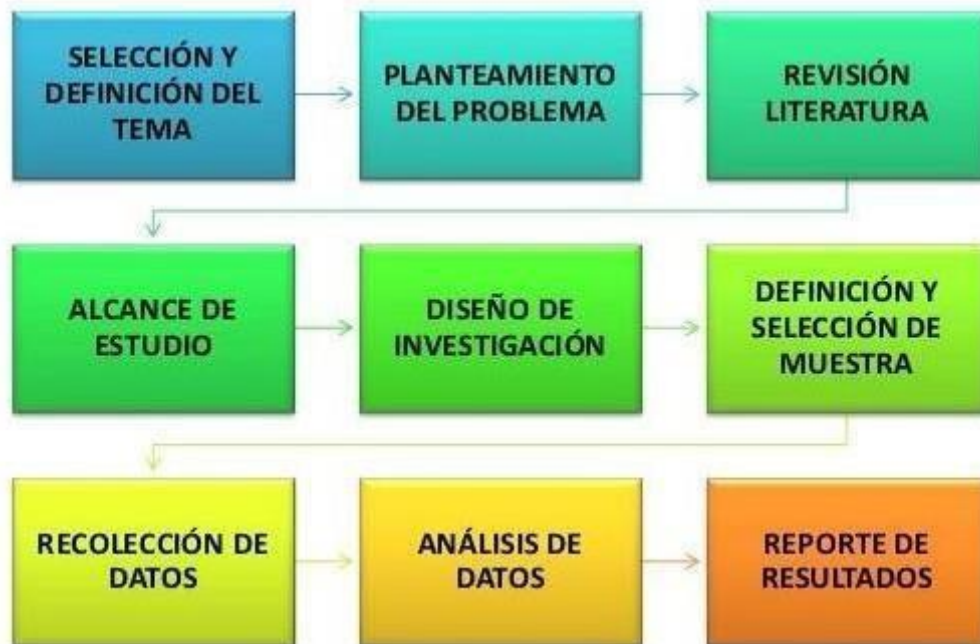 SELECCIÓN Y
DEFINICIÓN DEL
TEMA
PLANTEAMIENTO
DEL PROBLEMA
REVISIÓN
LITERATURA
ALCANCE DE
ESTUDIO
DISEÑO DE
INVESTIGACIÓN
DEFINICIÓN Y
SELECCIÓN DE
MUESTRA
RECOLECCIÓN DE
DATOS
ANÁLISIS DE
DATOS
REPORTE DE
RESULTADOS